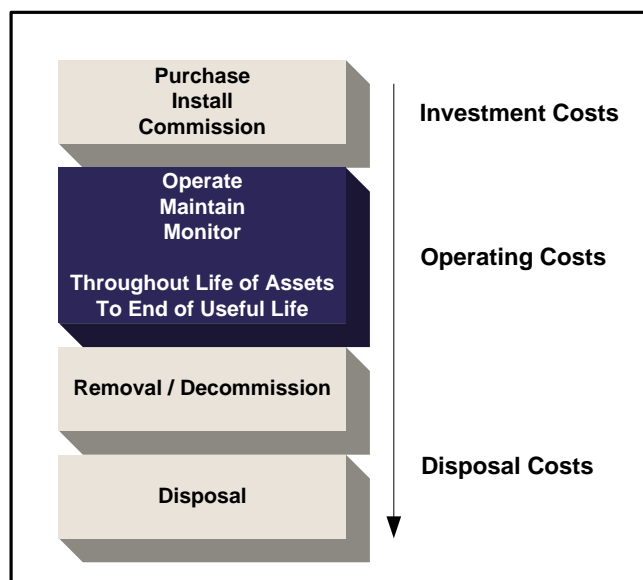 Purchase
Install
Commission
Investment Costs
Operate
Maintain
Monitor
Throughout Life of Assets
To End of Useful Life
Operating Costs
Removal / Decommission
Disposal
Disposal Costs